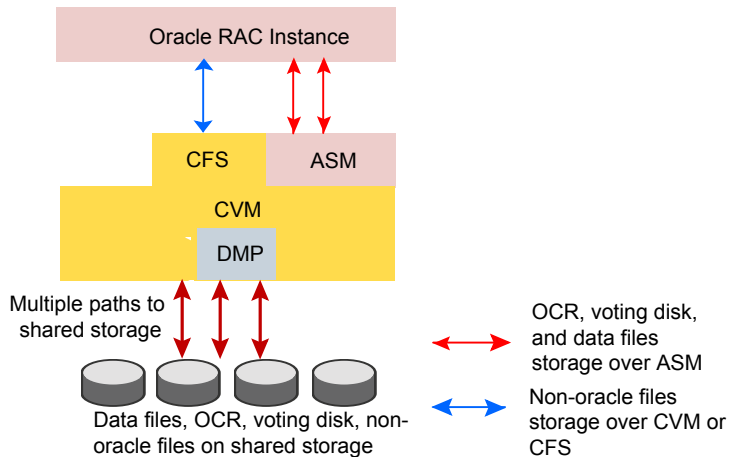 Oracle RAC Instance
CFS
ASM
CVM
DMP
Multiple paths to
shared storage
Data files, OCR, voting disk, non-
oracle files on shared storage
OCR, voting disk,
and data files
storage over ASM
Non-oracle files
storage over CVM or
CFS